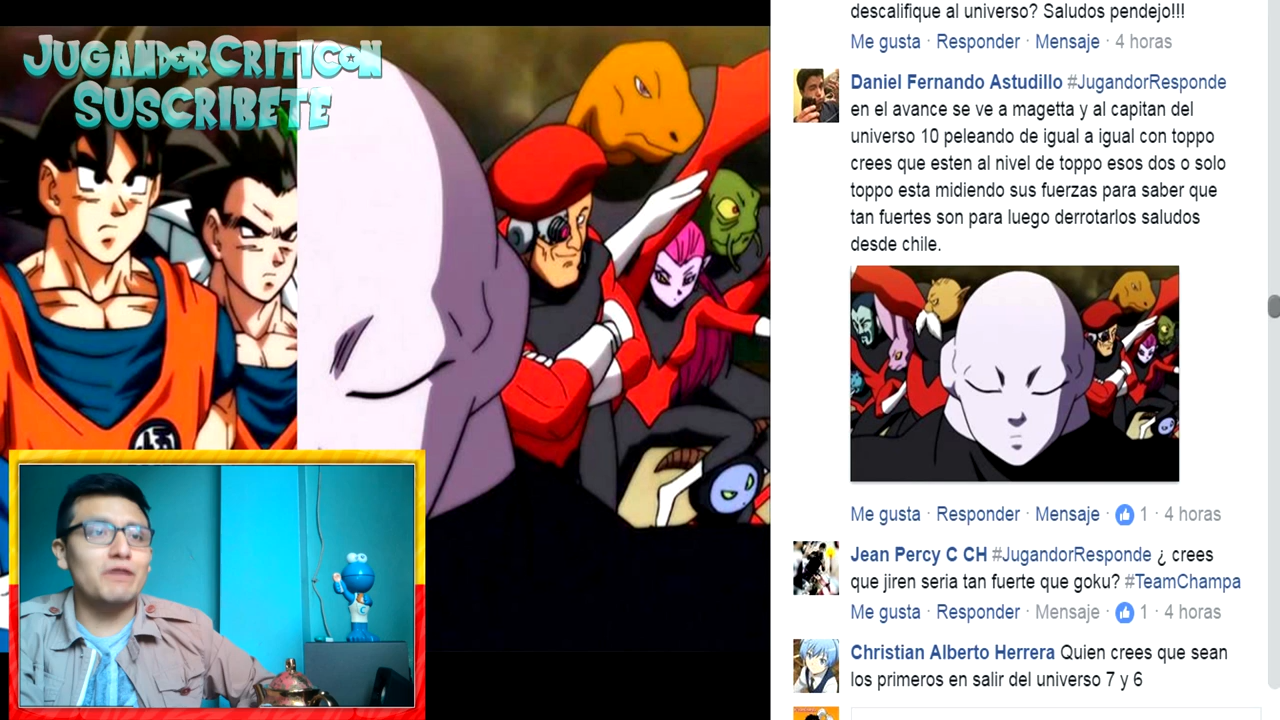 JUGANDOR CRITICON
SUSCRIBETE
descalifique al universo? Saludos pendejo!!!
Me gusta · Responder · Mensaje · 4 horas
Daniel Fernando Astudillo #JugandorResponde
en el avance se ve a magetta y al capitan del
universo 10 peleando de igual a igual con toppo
crees que esten al nivel de toppo esos dos o solo
toppo esta midiendo sus fuerzas para saber que
tan fuertes son para luego derrotarlos saludos
desde chile.
Me gusta · Responder · Mensaje · 1 · 4 horas
Jean Percy C CH #JugandorResponde ¿ crees
que jiren seria tan fuerte que goku? #TeamChampa
Me gusta · Responder · Mensaje · 1 · 4 horas
Christian Alberto Herrera Quien crees que sean
los primeros en salir del universo 7 y 6